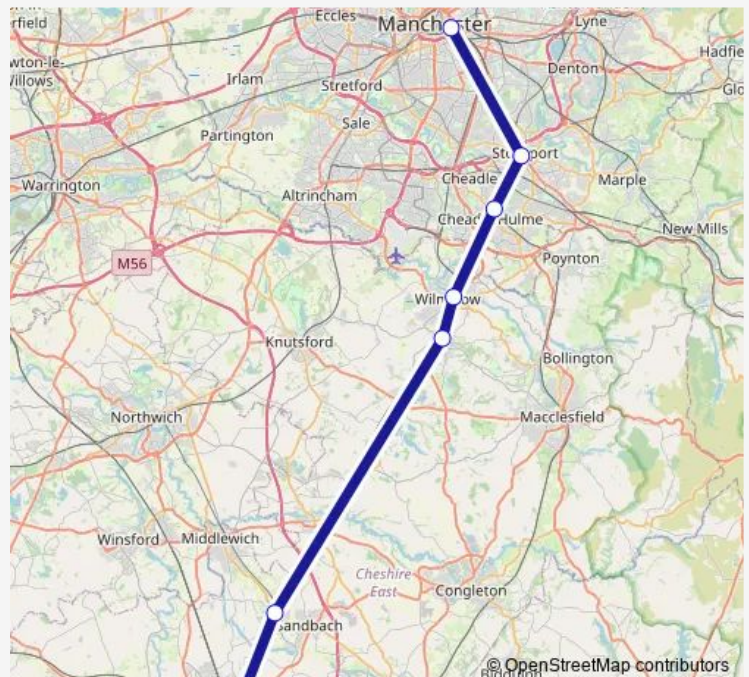 Eccles
rfield
Manchester
Lyne
Hadfie
wton-le-
Willows
Irlam
Stretford
Denton
Glo
Partington
Sale
Stockport
Warrington
Altrincham
Cheadle
Marple
Cheadle Hulme
New Mills
M56
Poynton
Wilmslow
Knutsford
Bollington
Northwich
Macclesfield
Winsford
Middlewich
Cheshire
East
Congleton
Sandbach
© OpenStreetMap contributors